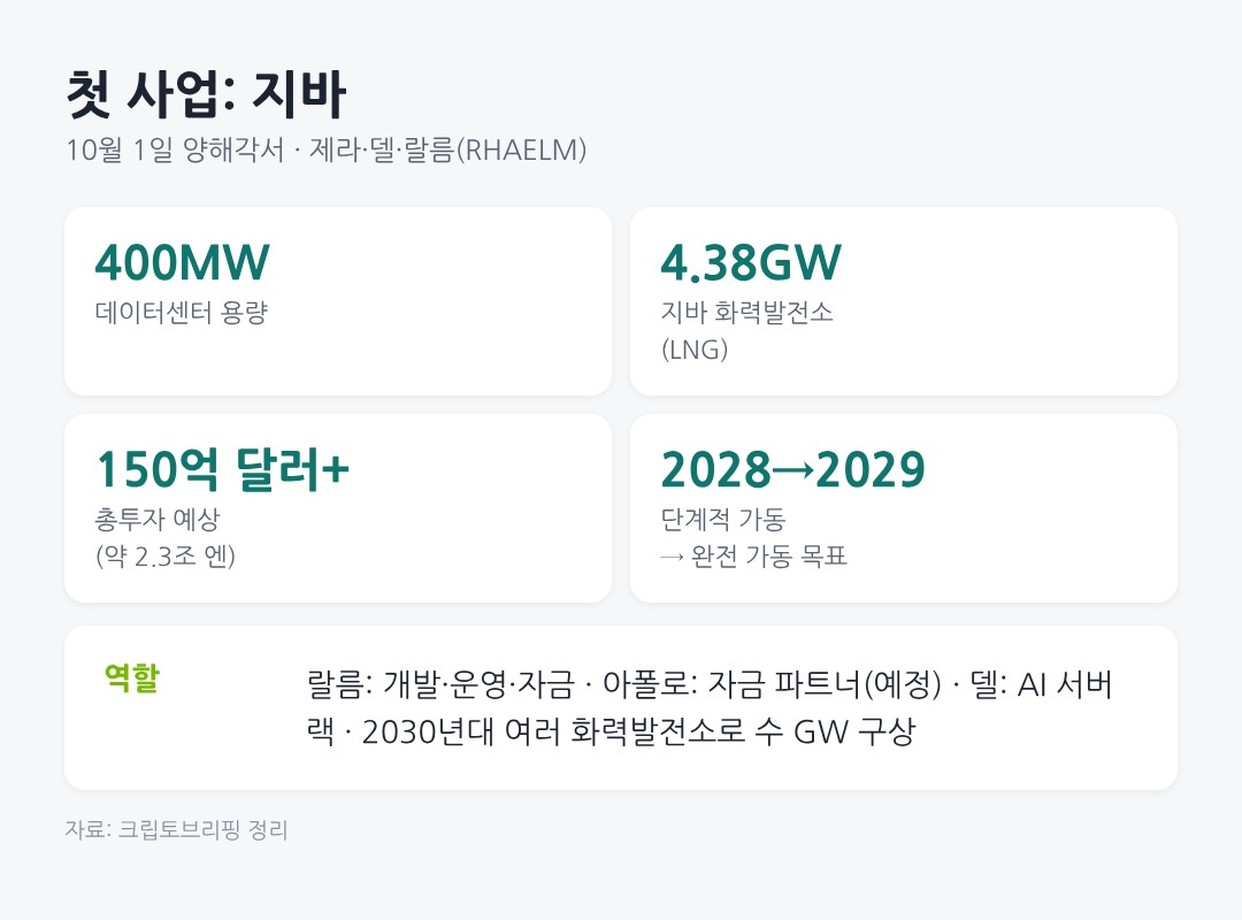 첫 사업: 지바
10월 1일 양해각서 · 제라·델·랄름(RHAELM)
400MW
데이터센터 용량
4.38GW
지바 화력발전소
(LNG)
150억 달러+
총투자 예상
(약 2.3조 엔)
2028→2029
단계적 가동
→ 완전 가동 목표
역할
랄름: 개발·운영·자금 · 아폴로: 자금 파트너(예정) · 델: AI 서버
랙 · 2030년대 여러 화력발전소로 수 GW 구상
자료: 크립토브리핑 정리